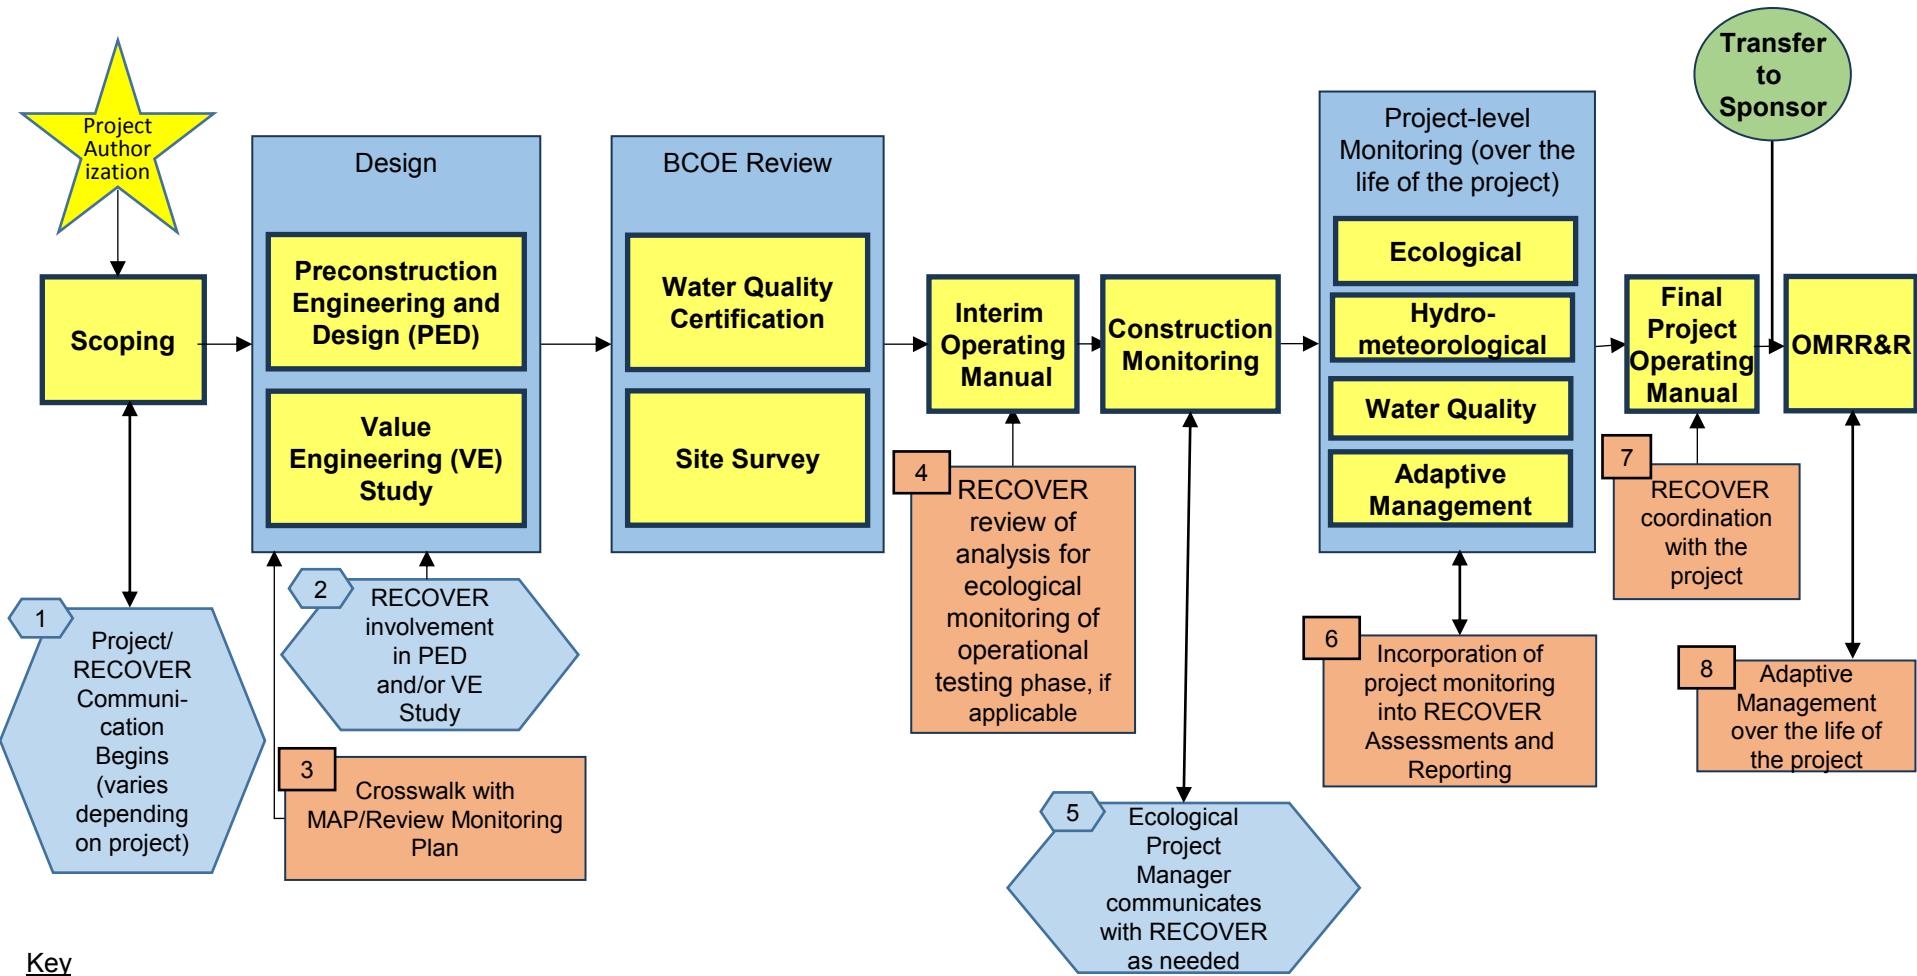 Project
Author
ization
Scoping
Design
Preconstruction
Engineering and
Design (PED)
Value
Engineering (VE)
Study
BCOE Review
Water Quality
Certification
Site Survey
Interim
Operating
Manual
Construction
Monitoring
Project-level
Monitoring (over the
life of the project)
Ecological
Hydro-
meteorological
Water Quality
Adaptive
Management
Final
Project
Operating
Manual
Transfer
to
Sponsor
OMRR&R
1
Project/
RECOVER
Communi-
cation
Begins
(varies
depending
on project)
2
RECOVER
involvement
in PED
and/or VE
Study
3
Crosswalk with
MAP/Review Monitoring
Plan
4
RECOVER
review of
analysis for
ecological
monitoring of
operational
testing phase, if
applicable
5
Ecological
Project
Manager
communicates
with RECOVER
as needed
6
Incorporation of
project monitoring
into RECOVER
Assessments and
Reporting
7
RECOVER
coordination
with the
project
8
Adaptive
Management
over the life of
the project
Key